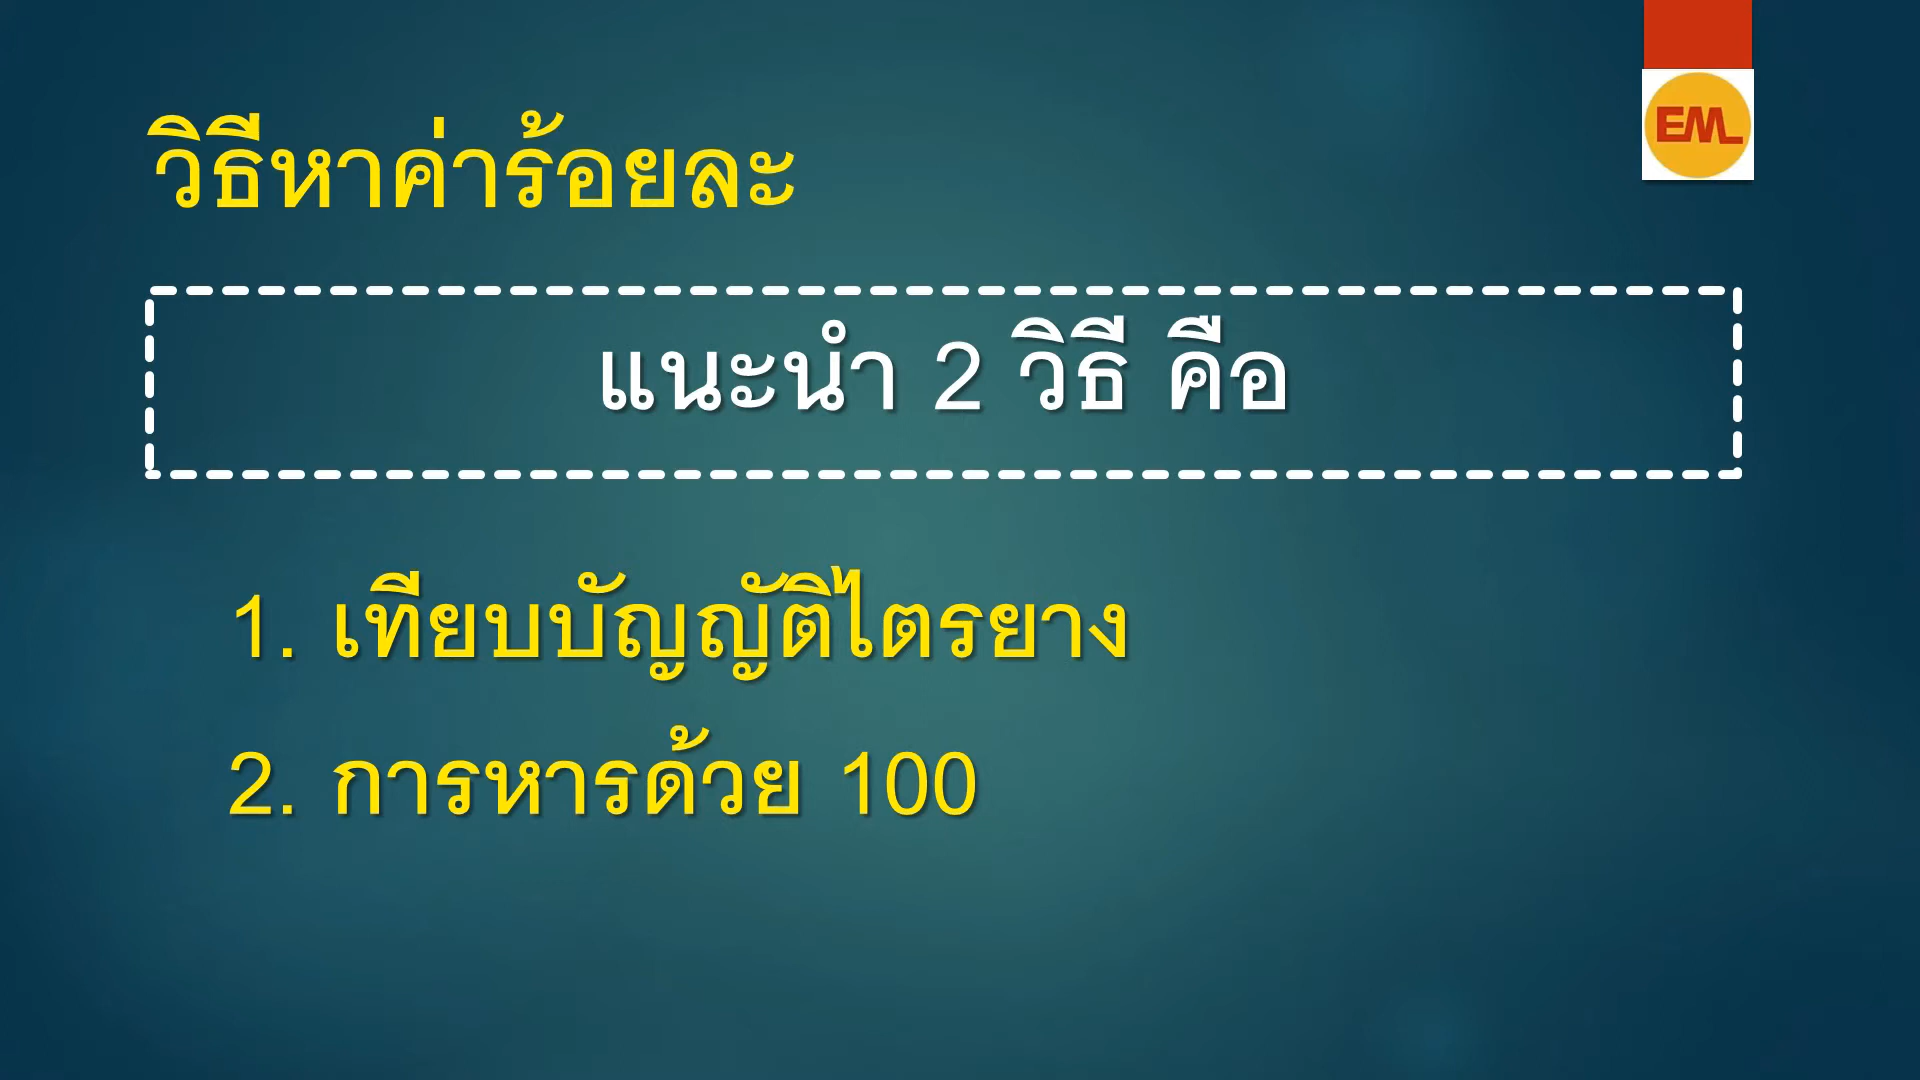 EML
วิธีหาค่าร้อยละ
แนะนำ 2 วิธี คือ
1. เทียบบัญญัติไตรยาง
2. การหารด้วย 100